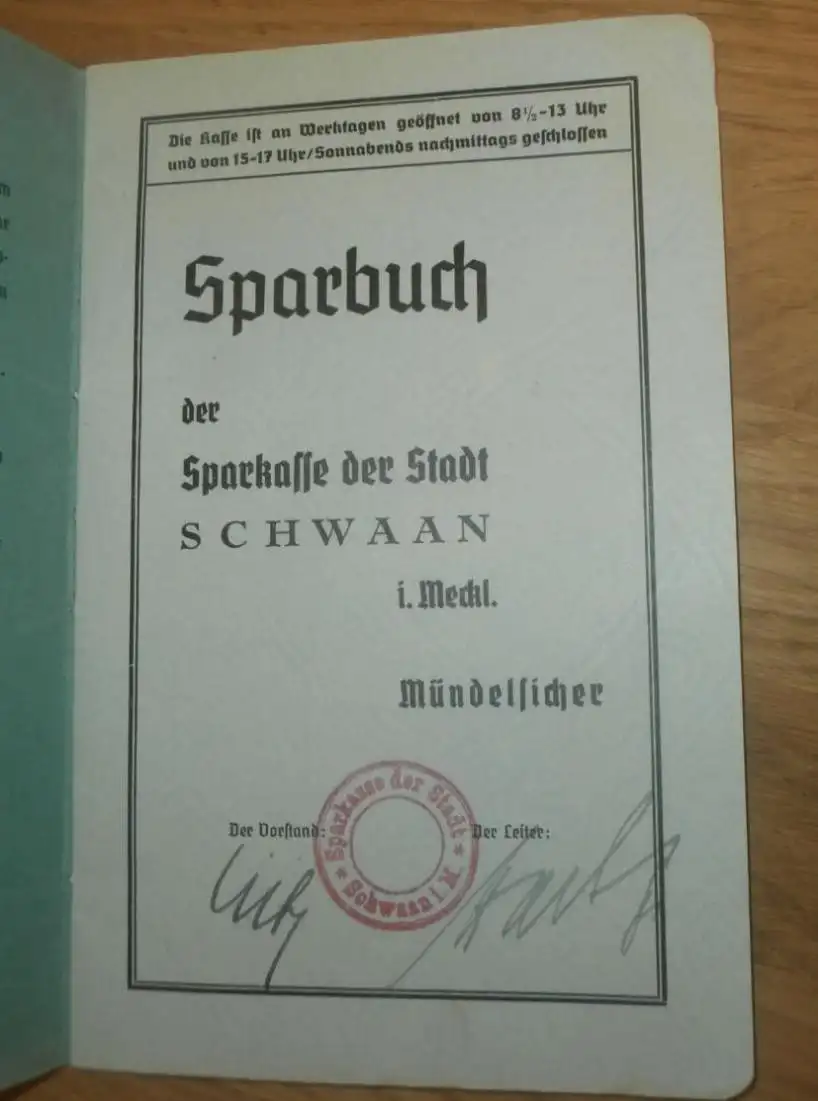 Die Kasse ist an Werktagen geöffnet von 8½-13 Uhr
und von 15-17 Uhr/Sonnabends nachmittags geschlossen
Sparbuch
der
Sparkasse der Stadt
SCHWAAN
i. Meckl.
Mündelsicher
Der Vorstand:
Der Leiter:
Sparkasse der Stadt
* Schwaan i. M. *